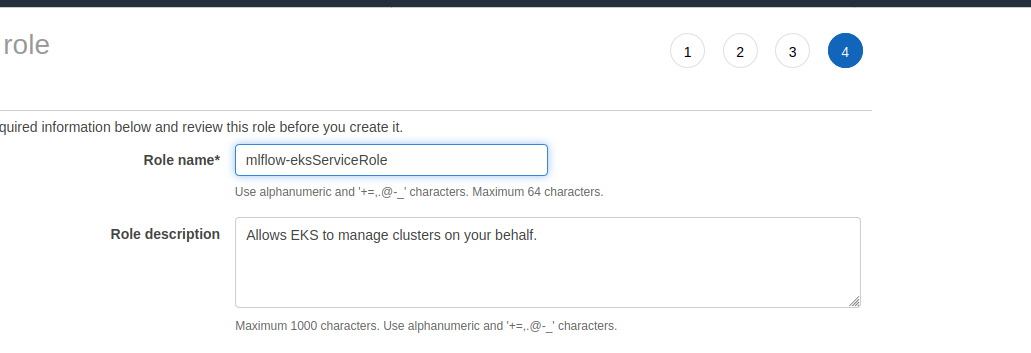 role
1 2 3 4
quired information below and review this role before you create it.
Role name* mlflow-eksServiceRole
Use alphanumeric and '+=,.@-_' characters. Maximum 64 characters.
Role description Allows EKS to manage clusters on your behalf.
Maximum 1000 characters. Use alphanumeric and '+=,.@-_' characters.